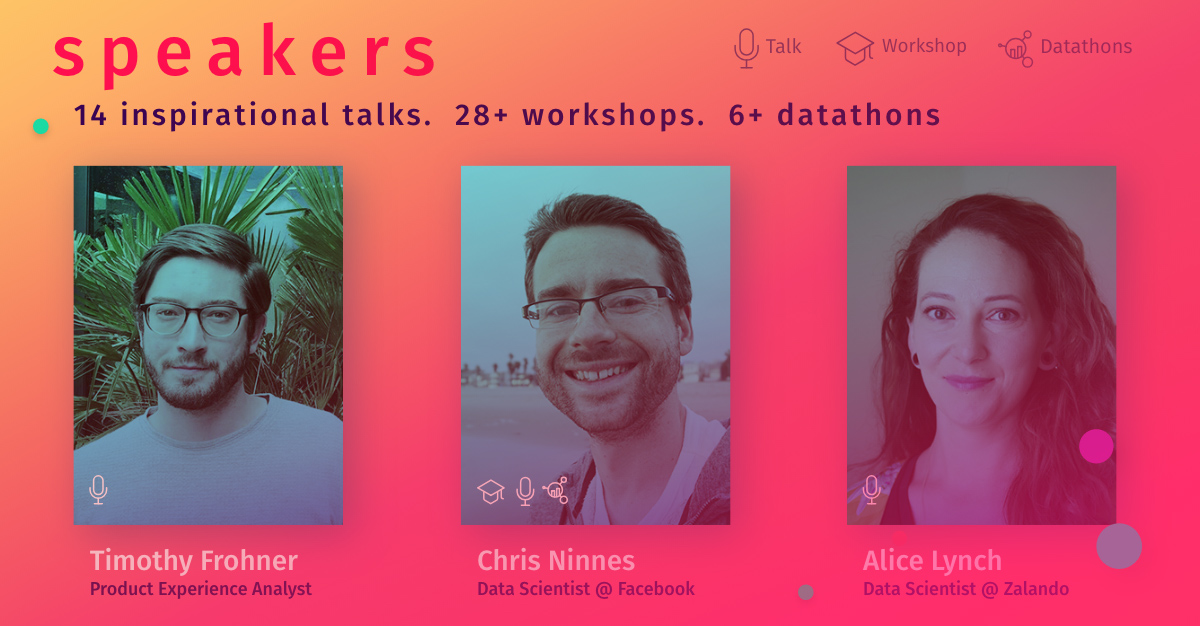 speakers
Talk
Workshop
Datathons
14 inspirational talks. 28+ workshops. 6+ datathons
Timothy Frohner
Product Experience Analyst
Chris Ninnes
Data Scientist @ Facebook
Alice Lynch
Data Scientist @ Zalando